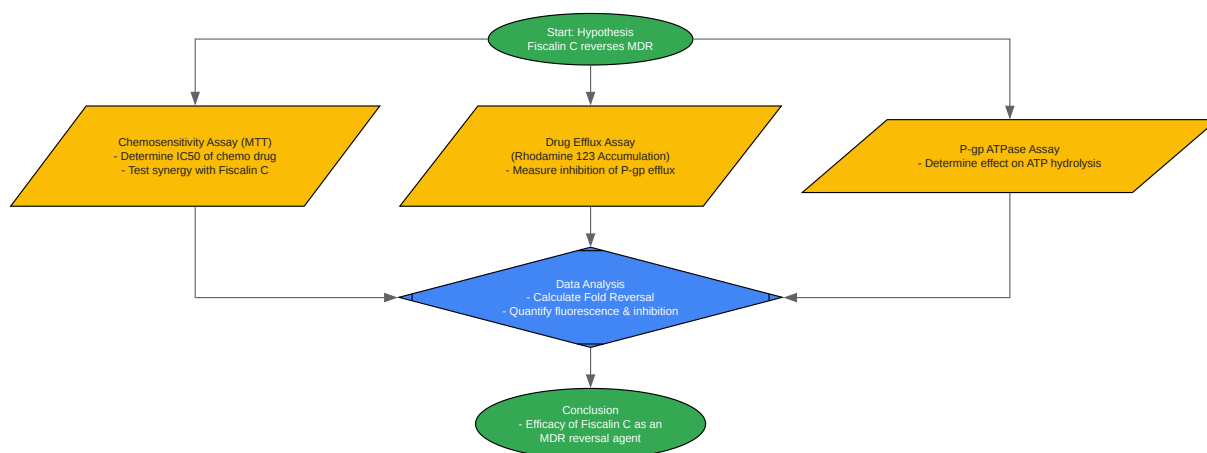 Start: Hypothesis
Fiscalin C reverses MDR
Chemosensitivity Assay (MTT)
- Determine IC50 of chemo drug
- Test synergy with Fiscalin C
Drug Efflux Assay
(Rhodamine 123 Accumulation)
- Measure inhibition of P-gp efflux
P-gp ATPase Assay
- Determine effect on ATP hydrolysis
Data Analysis
- Calculate Fold Reversal
- Quantify fluorescence & inhibition
Conclusion
- Efficacy of Fiscalin C as an
MDR reversal agent